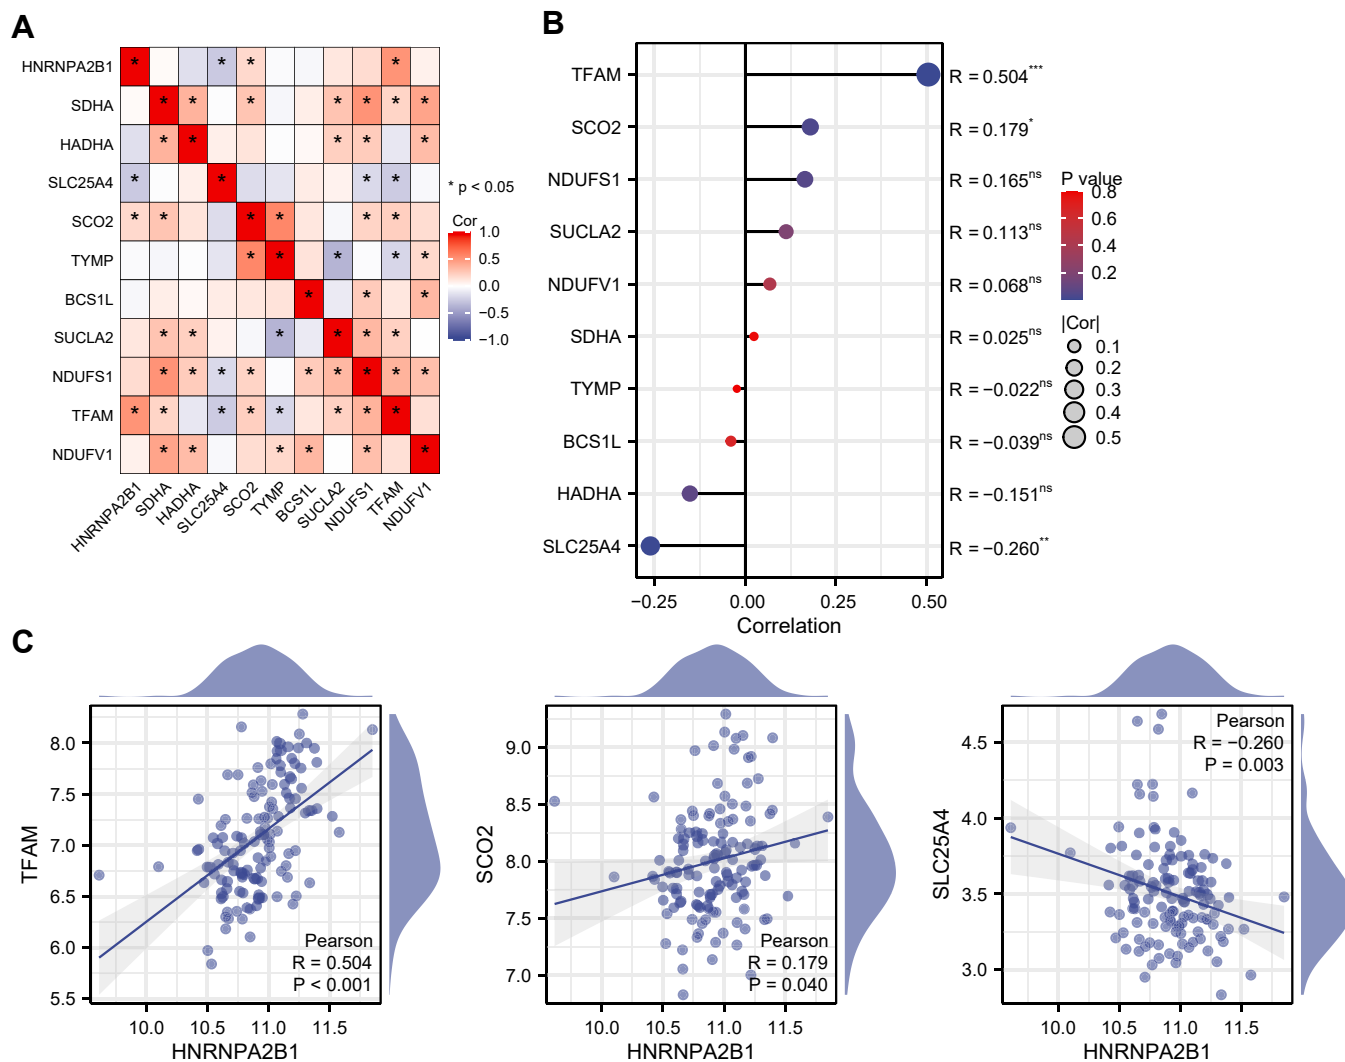 A
HNRNPA2B1
SDHA
HADHA
SLC25A4
SCO2
TYMP
BCS1L
SUCLA2
NDUFS1
TFAM
NDUFV1
HNRNPA2B1
SDHA
HADHA
SLC25A4
SCO2
TYMP
BCS1L
SUCLA2
NDUFS1
TFAM
NDUFV1
* p < 0.05
Cor
1.0
0.5
0.0
−0.5
−1.0
B
TFAM R = 0.504***
SCO2 R = 0.179*
NDUFS1 R = 0.165ns
SUCLA2 R = 0.113ns
NDUFV1 R = 0.068ns
SDHA R = 0.025ns
TYMP R = −0.022ns
BCS1L R = −0.039ns
HADHA R = −0.151ns
SLC25A4 R = −0.260**
−0.25 0.00 0.25 0.50
Correlation
P value
0.8
0.6
0.4
0.2
|Cor|
0.1
0.2
0.3
0.4
0.5
C
TFAM
8.0
7.5
7.0
6.5
6.0
5.5
Pearson
R = 0.504
P < 0.001
10.0 10.5 11.0 11.5
HNRNPA2B1
SCO2
9.0
8.5
8.0
7.5
7.0
Pearson
R = 0.179
P = 0.040
10.0 10.5 11.0 11.5
HNRNPA2B1
SLC25A4
4.5
4.0
3.5
3.0
Pearson
R = −0.260
P = 0.003
10.0 10.5 11.0 11.5
HNRNPA2B1